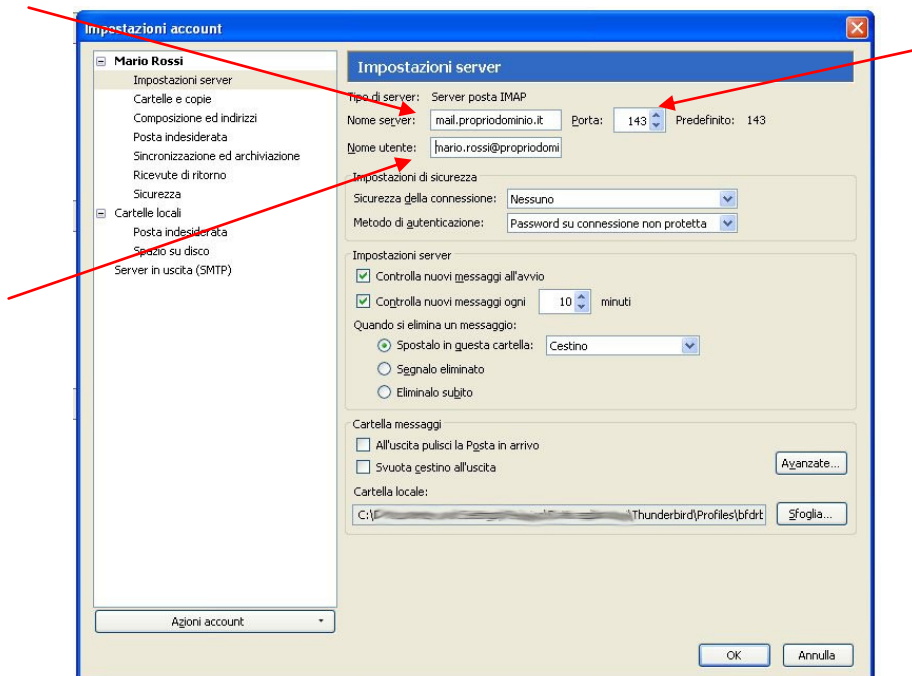 Impostazioni account
Mario Rossi
Impostazioni server
Cartelle e copie
Composizione ed indirizzi
Posta indesiderata
Sincronizzazione ed archiviazione
Ricevute di ritorno
Sicurezza
Cartelle locali
Posta indesiderata
Spazio su disco
Server in uscita (SMTP)
Azioni account
Impostazioni server
Tipo di server: Server posta IMAP
Nome server: mail.propriodominio.it Porta: 143 Predefinito: 143
Nome utente: mario.rossi@propriodomi
Impostazioni di sicurezza
Sicurezza della connessione: Nessuno
Metodo di autenticazione: Password su connessione non protetta
Impostazioni server
Controlla nuovi messaggi all'avvio
Controlla nuovi messaggi ogni 10 minuti
Quando si elimina un messaggio:
Spostalo in questa cartella: Cestino
Segnalo eliminato
Eliminalo subito
Cartella messaggi
All'uscita pulisci la Posta in arrivo
Svuota cestino all'uscita
Avanzate...
Cartella locale:
C:\ \Thunderbird\Profiles\bfdrt Sfoglia...
OK Annulla